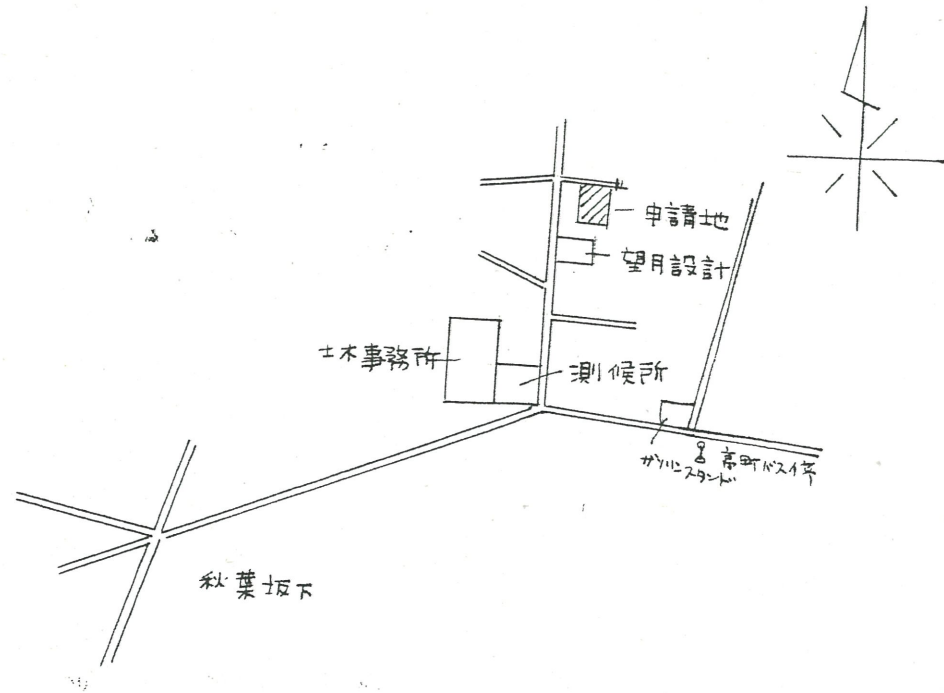 申請地
望月設計
土木事務所
測候所
ガソリンスタンド
高町バス停
秋葉坂下